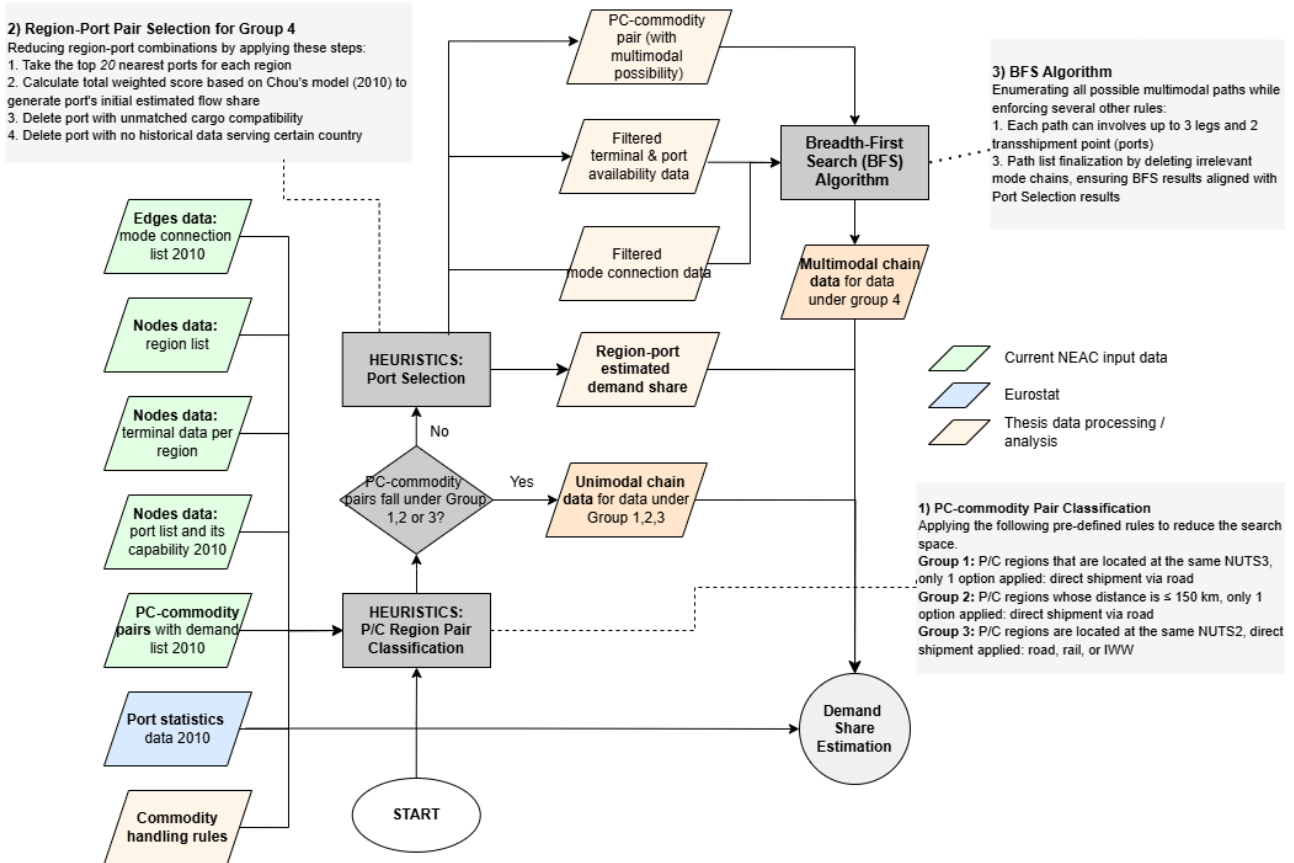 2) Region-Port Pair Selection for Group 4
Reducing region-port combinations by applying these steps:
1. Take the top 20 nearest ports for each region
2. Calculate total weighted score based on Chou's model (2010) to
generate port's initial estimated flow share
3. Delete port with unmatched cargo compatibility
4. Delete port with no historical data serving certain country
PC-commodity
pair (with
multimodal
possibility)
3) BFS Algorithm
Enumerating all possible multimodal paths while
enforcing several other rules:
1. Each path can involves up to 3 legs and 2
transshipment point (ports)
3. Path list finalization by deleting irrelevant
mode chains, ensuring BFS results aligned with
Port Selection results
Filtered
terminal & port
availability data
Breadth-First
Search (BFS)
Algorithm
Edges data:
mode connection
list 2010
Filtered
mode connection data
Multimodal chain
data for data
under group 4
Nodes data:
region list
HEURISTICS:
Port Selection
Region-port
estimated
demand share
Current NEAC input data
Eurostat
Thesis data processing /
analysis
Nodes data:
terminal data per
region
No
PC-commodity
pairs fall under Group
1,2 or 3?
Yes
Unimodal chain
data for data under
Group 1,2,3
Nodes data:
port list and its
capability 2010
1) PC-commodity Pair Classification
Applying the following pre-defined rules to reduce the search
space.
Group 1: P/C regions that are located at the same NUTS3,
only 1 option applied: direct shipment via road
Group 2: P/C regions whose distance is ≤ 150 km, only 1
option applied: direct shipment via road
Group 3: P/C regions are located at the same NUTS2, direct
shipment applied: road, rail, or IWW
PC-commodity
pairs with demand
list 2010
HEURISTICS:
P/C Region Pair
Classification
Port statistics
data 2010
Demand
Share
Estimation
START
Commodity
handling rules